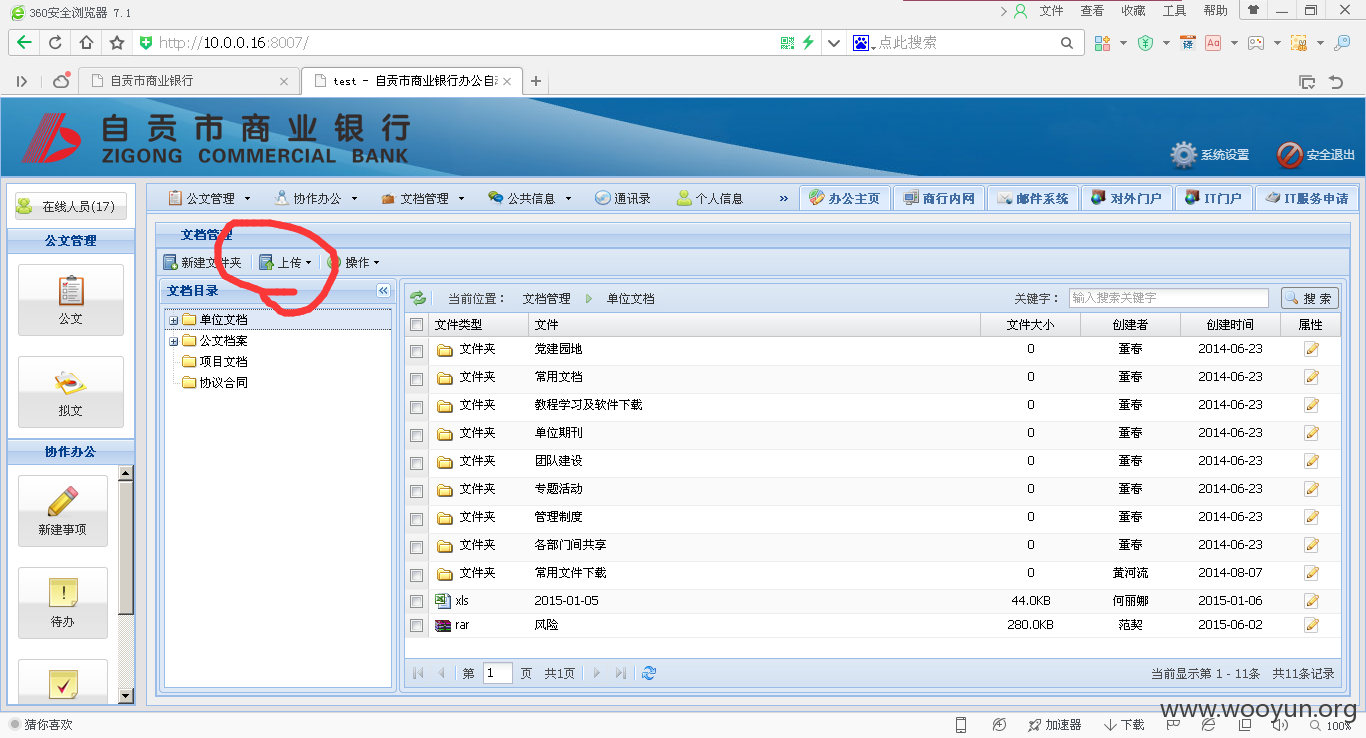 360安全浏览器 7.1
文件 查看 收藏 工具 帮助
http://10.0.0.16:8007/
点此搜索
自贡市商业银行
test - 自贡市商业银行办公自动
自贡市商业银行
ZIGONG COMMERCIAL BANK
系统设置 安全退出
在线人员(17)
公文管理 协作办公 文档管理 公共信息 通讯录 个人信息 » 办公主页 商行内网 邮件系统 对外门户 IT门户 IT服务申请
公文管理
公文
拟文
协作办公
新建事项
待办
文档管理
新建文件夹 上传 操作
文档目录
单位文档
公文档案
项目文档
协议合同
当前位置： 文档管理 单位文档 关键字： 输入搜索关键字 搜 索
文件类型 文件 文件大小 创建者 创建时间 属性
文件夹 党建园地 0 董春 2014-06-23
文件夹 常用文档 0 董春 2014-06-23
文件夹 教程学习及软件下载 0 董春 2014-06-23
文件夹 单位期刊 0 董春 2014-06-23
文件夹 团队建设 0 董春 2014-06-23
文件夹 专题活动 0 董春 2014-06-23
文件夹 管理制度 0 董春 2014-06-23
文件夹 各部门间共享 0 董春 2014-06-23
文件夹 常用文件下载 0 黄河流 2014-08-07
xls 2015-01-05 44.0KB 何丽娜 2015-01-06
rar 风险 280.0KB 范契 2015-06-02
第 1 页 共1页
当前显示第 1 - 11条 共11条记录
www.wooyun.org
猜你喜欢
加速器 下载 100%